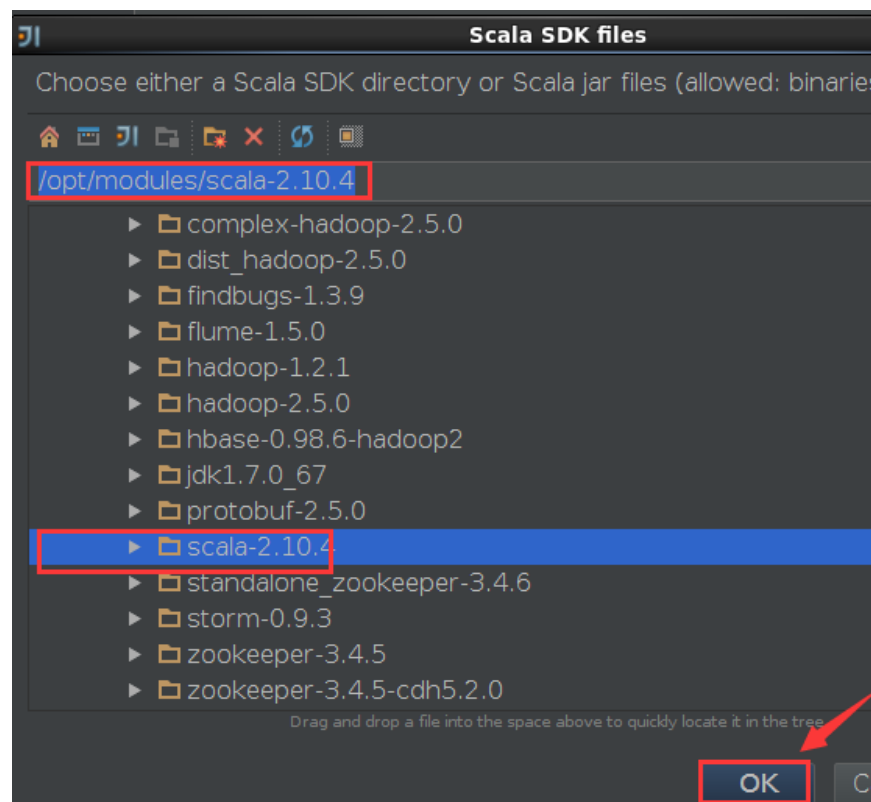 Scala SDK files
Choose either a Scala SDK directory or Scala jar files (allowed: binaries
/opt/modules/scala-2.10.4
complex-hadoop-2.5.0
dist_hadoop-2.5.0
findbugs-1.3.9
flume-1.5.0
hadoop-1.2.1
hadoop-2.5.0
hbase-0.98.6-hadoop2
jdk1.7.0_67
protobuf-2.5.0
scala-2.10.4
standalone_zookeeper-3.4.6
storm-0.9.3
zookeeper-3.4.5
zookeeper-3.4.5-cdh5.2.0
Drag and drop a file into the space above to quickly locate it in the tree
OK C